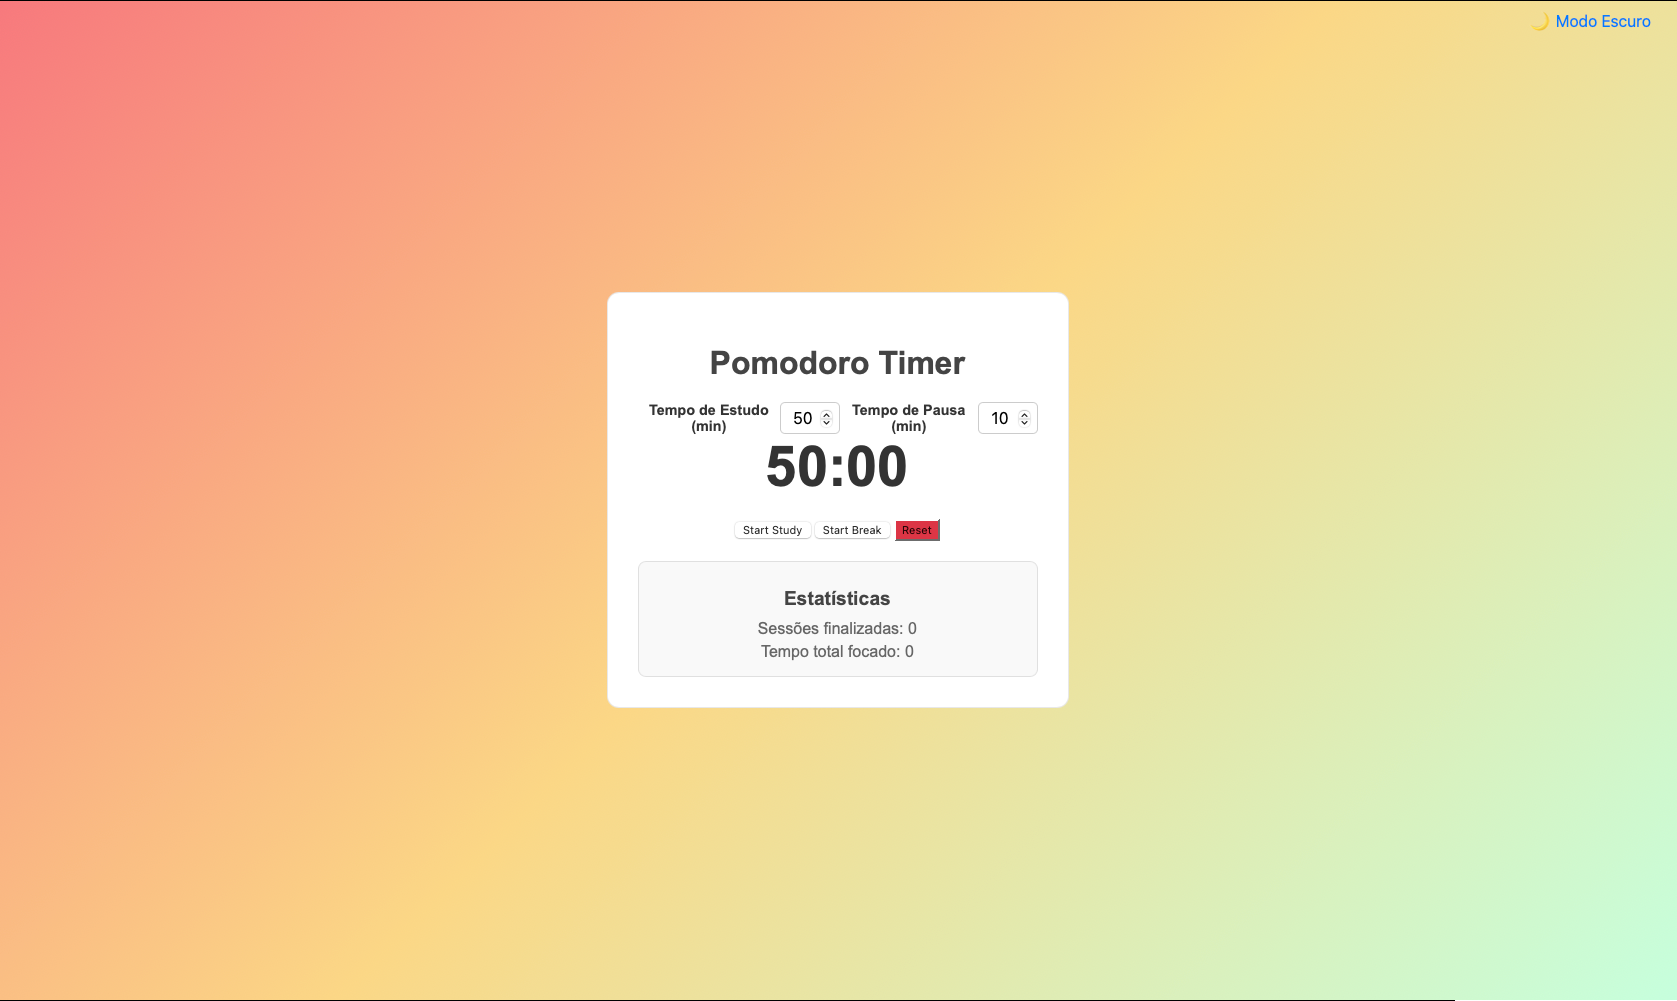 🌙 Modo Escuro
Pomodoro Timer
Tempo de Estudo
(min)
50
Tempo de Pausa
(min)
10
50:00
Start Study
Start Break
Reset
Estatísticas
Sessões finalizadas: 0
Tempo total focado: 0